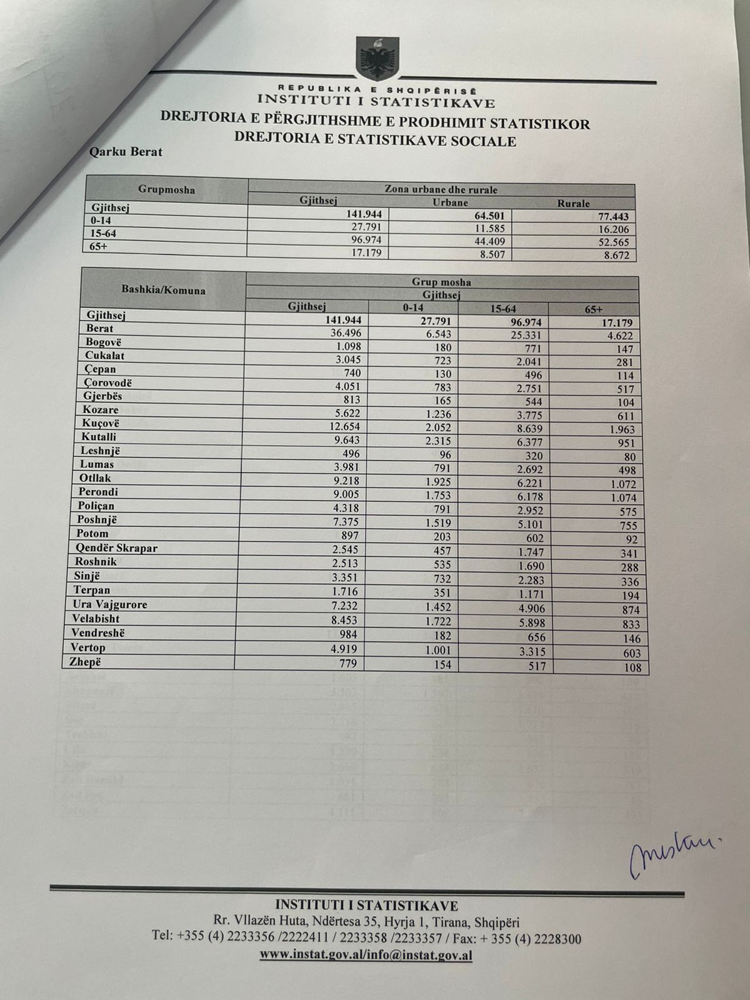 REPUBLIKA E SHQIPËRISË
INSTITUTI I STATISTIKAVE
DREJTORIA E PËRGJITHSHME E PRODHIMIT STATISTIKOR
DREJTORIA E STATISTIKAVE SOCIALE
Qarku Berat
Grupmosha Zona urbane dhe rurale
Gjithsej Urbane Rurale
Gjithsej 141.944 64.501 77.443
0-14 27.791 11.585 16.206
15-64 96.974 44.409 52.565
65+ 17.179 8.507 8.672
Bashkia/Komuna Grup mosha
Gjithsej
Gjithsej 0-14 15-64 65+
Gjithsej 141.944 27.791 96.974 17.179
Berat 36.496 6.543 25.331 4.622
Bogovë 1.098 180 771 147
Cukalat 3.045 723 2.041 281
Çepan 740 130 496 114
Çorovodë 4.051 783 2.751 517
Gjerbës 813 165 544 104
Kozare 5.622 1.236 3.775 611
Kuçovë 12.654 2.052 8.639 1.963
Kutalli 9.643 2.315 6.377 951
Leshnjë 496 96 320 80
Lumas 3.981 791 2.692 498
Otllak 9.218 1.925 6.221 1.072
Perondi 9.005 1.753 6.178 1.074
Poliçan 4.318 791 2.952 575
Poshnjë 7.375 1.519 5.101 755
Potom 897 203 602 92
Qendër Skrapar 2.545 457 1.747 341
Roshnik 2.513 535 1.690 288
Sinjë 3.351 732 2.283 336
Terpan 1.716 351 1.171 194
Ura Vajgurore 7.232 1.452 4.906 874
Velabisht 8.453 1.722 5.898 833
Vendreshë 984 182 656 146
Vertop 4.919 1.001 3.315 603
Zhepë 779 154 517 108
INSTITUTI I STATISTIKAVE
Rr. Vllazën Huta, Ndërtesa 35, Hyrja 1, Tirana, Shqipëri
Tel: +355 (4) 2233356 /2222411 / 2233358 /2233357 / Fax: + 355 (4) 2228300
www.instat.gov.al/info@instat.gov.al